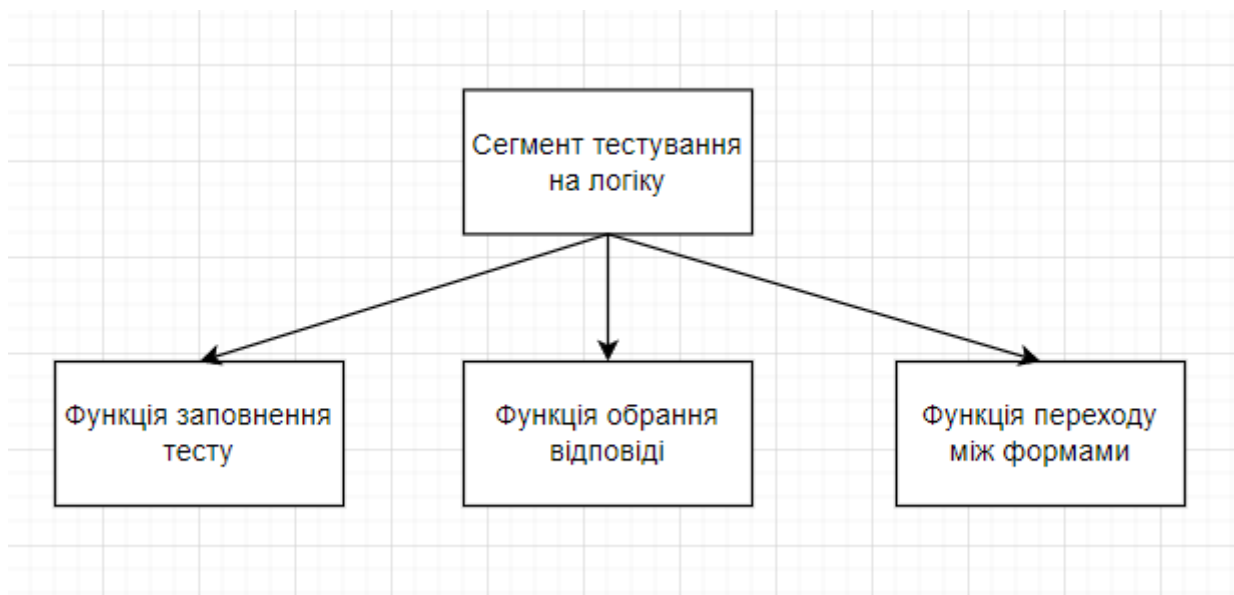 Сегмент тестування
на логіку
Функція заповнення
тесту
Функція обрання
відповіді
Функція переходу
між формами